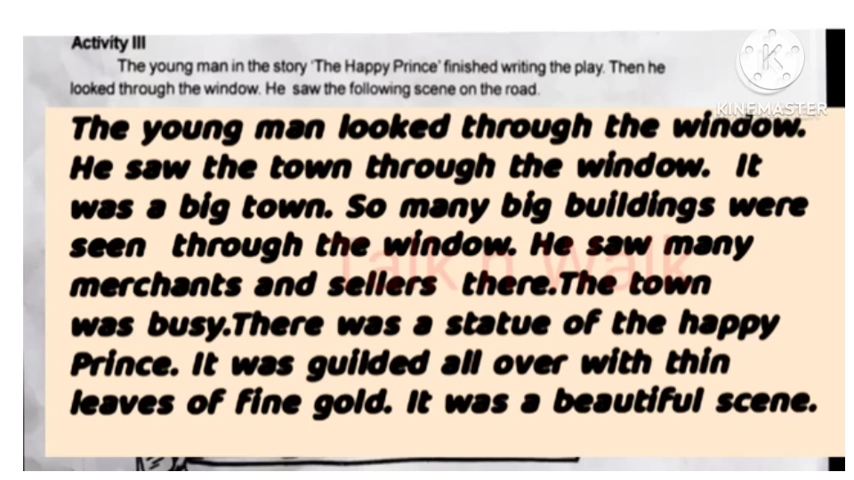 Activity III
The young man in the story 'The Happy Prince' finished writing the play. Then he
looked through the window. He saw the following scene on the road.
KINEMASTER
The young man looked through the window.
He saw the town through the window. It
was a big town. So many big buildings were
seen through the window. He saw many
merchants and sellers there.The town
was busy.There was a statue of the happy
Prince. It was guilded all over with thin
leaves of fine gold. It was a beautiful scene.
Talk n Walk